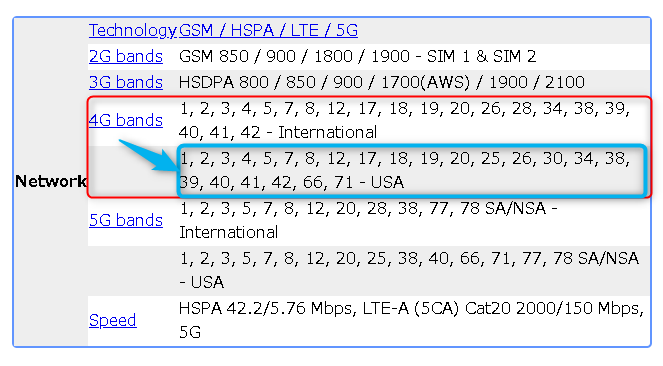 Technology GSM / HSPA / LTE / 5G
2G bands GSM 850 / 900 / 1800 / 1900 - SIM 1 & SIM 2
3G bands HSDPA 800 / 850 / 900 / 1700(AWS) / 1900 / 2100
4G bands 1, 2, 3, 4, 5, 7, 8, 12, 17, 18, 19, 20, 26, 28, 34, 38, 39,
40, 41, 42 - International
1, 2, 3, 4, 5, 7, 8, 12, 17, 18, 19, 20, 25, 26, 30, 34, 38,
Network 39, 40, 41, 42, 66, 71 - USA
5G bands 1, 2, 3, 5, 7, 8, 12, 20, 28, 38, 77, 78 SA/NSA -
International
1, 2, 3, 5, 7, 8, 12, 20, 25, 38, 40, 66, 71, 77, 78 SA/NSA
- USA
Speed HSPA 42.2/5.76 Mbps, LTE-A (5CA) Cat20 2000/150 Mbps,
5G